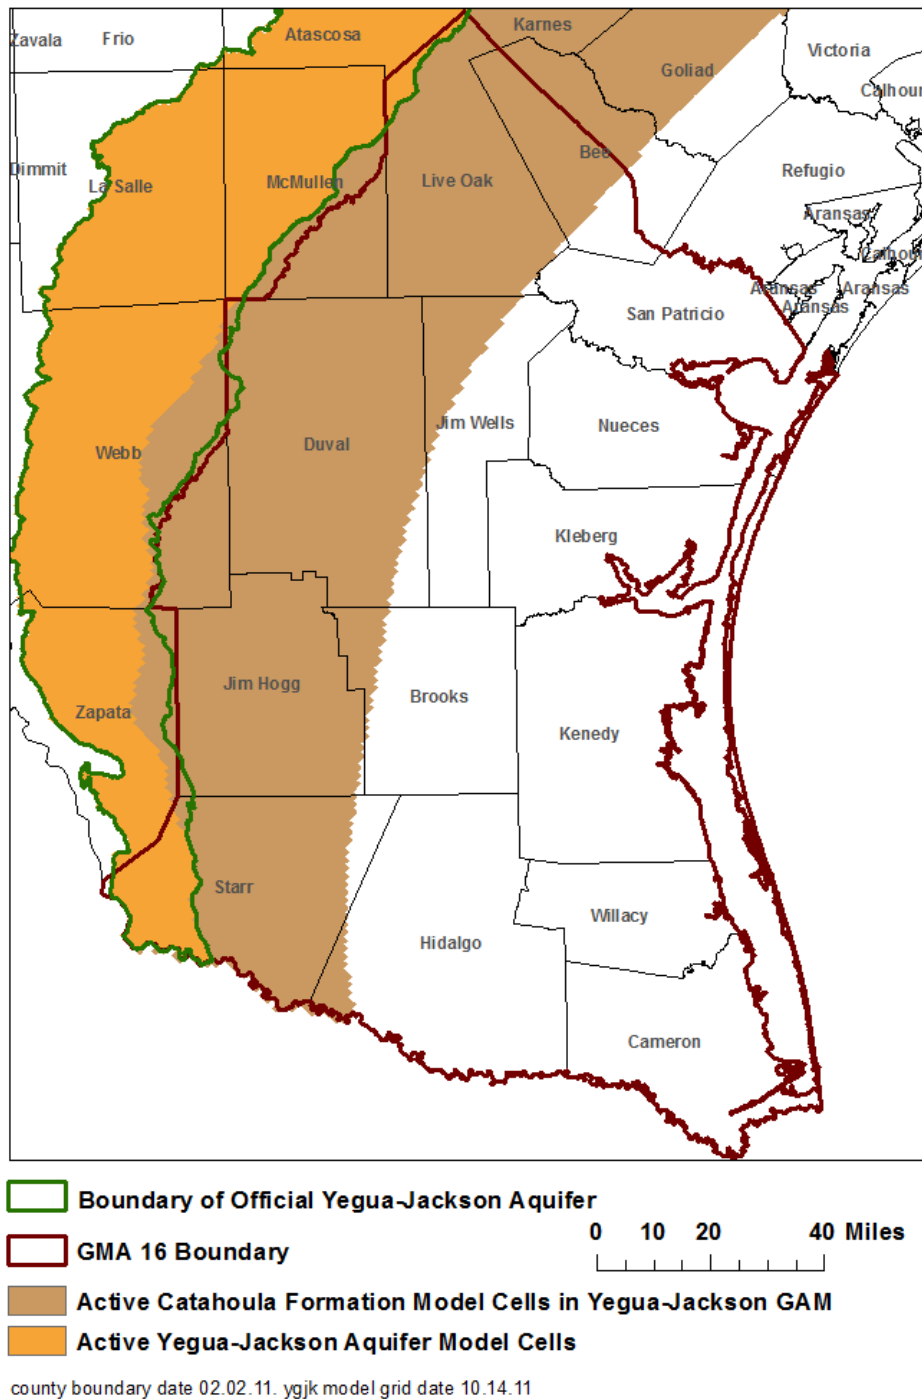 Karnes
Zavala
Frio
Atascosa
Victoria
Goliad
Calhoun
Bee
Dimmit
La Salle
McMullen
Live Oak
Refugio
Aransas
Calhoun
Aransas
Aransas
Aransas
San Patricio
Webb
Duval
Jim Wells
Nueces
Kleberg
Zapata
Jim Hogg
Brooks
Kenedy
Starr
Hidalgo
Willacy
Cameron
Boundary of Official Yegua-Jackson Aquifer
GMA 16 Boundary
0 10 20 40 Miles
Active Catahoula Formation Model Cells in Yegua-Jackson GAM
Active Yegua-Jackson Aquifer Model Cells
county boundary date 02.02.11. ygjk model grid date 10.14.11